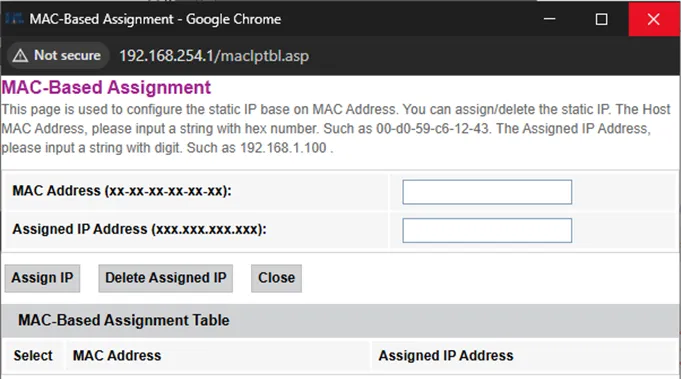 MAC-Based Assignment - Google Chrome
Not secure 192.168.254.1/maclptbl.asp
MAC-Based Assignment
This page is used to configure the static IP base on MAC Address. You can assign/delete the static IP. The Host
MAC Address, please input a string with hex number. Such as 00-d0-59-c6-12-43. The Assigned IP Address,
please input a string with digit. Such as 192.168.1.100 .
MAC Address (xx-xx-xx-xx-xx-xx):
Assigned IP Address (xxx.xxx.xxx.xxx):
Assign IP Delete Assigned IP Close
MAC-Based Assignment Table
Select MAC Address Assigned IP Address